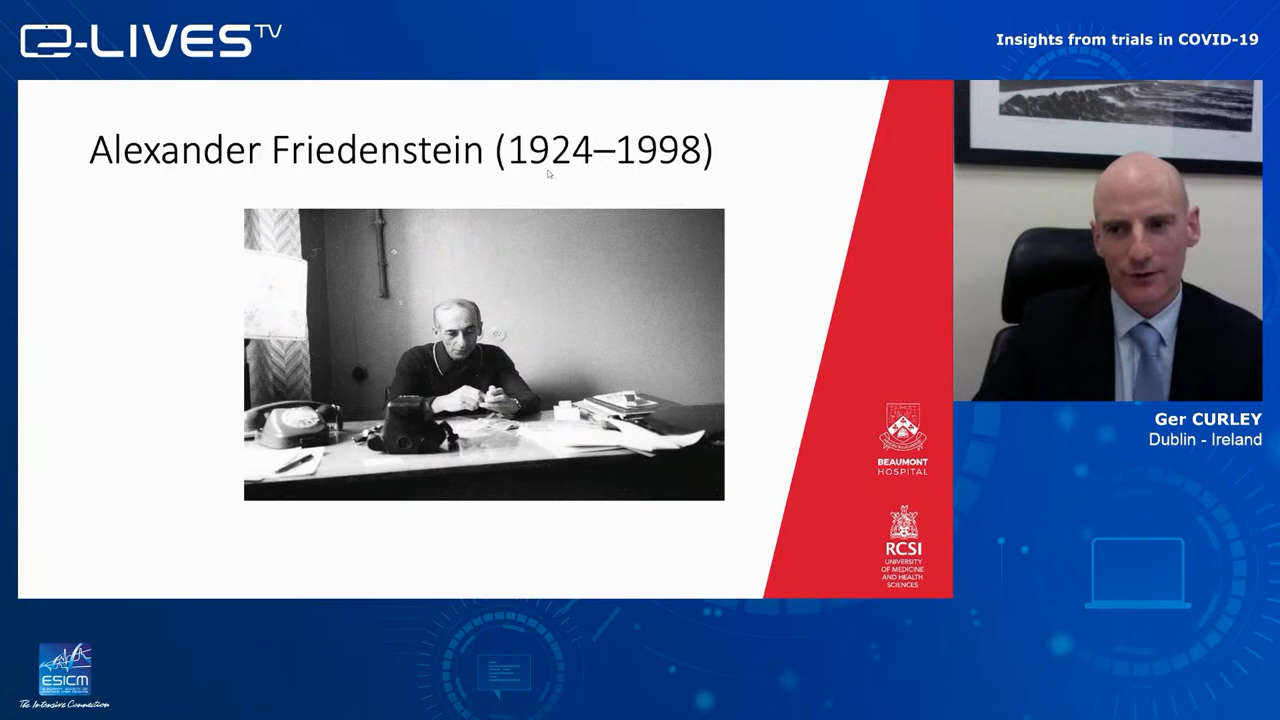 e-LIVES TV
Insights from trials in COVID-19
Alexander Friedenstein (1924–1998)
Ger CURLEY
Dublin - Ireland
BEAUMONT
HOSPITAL
RCSI
UNIVERSITY
OF MEDICINE
AND HEALTH
SCIENCES
ESICM
The Intensive Connection